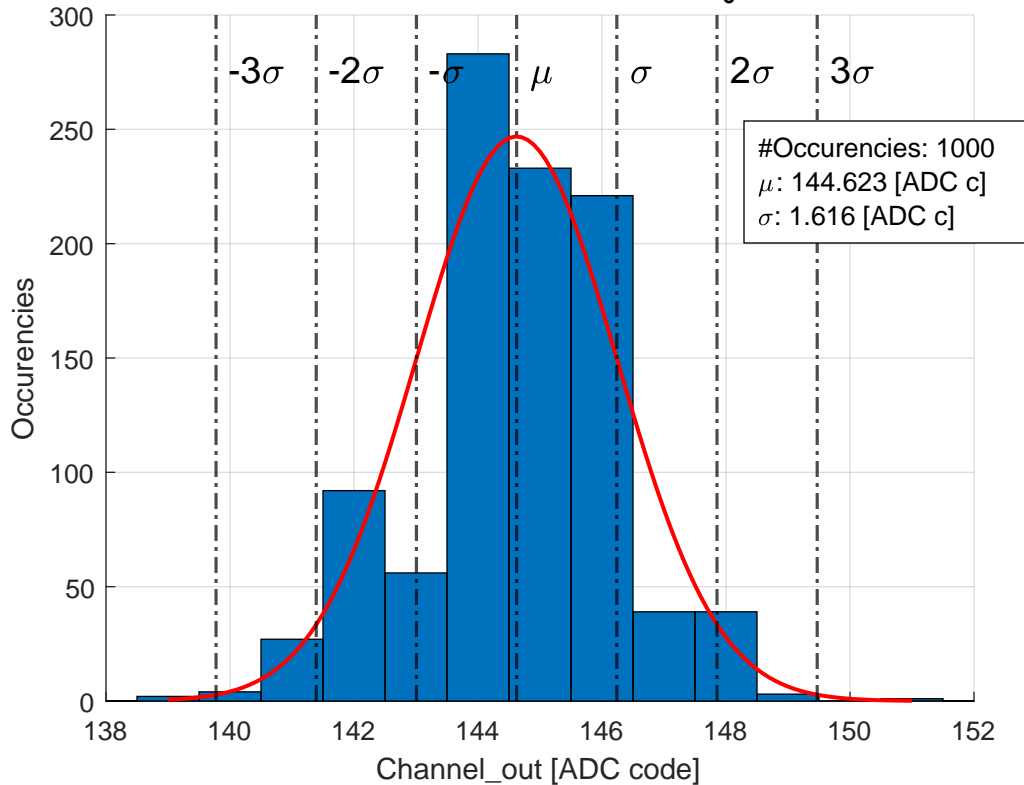 300
-3σ -2σ -σ μ σ 2σ 3σ
250
#Occurencies: 1000
μ: 144.623 [ADC c]
σ: 1.616 [ADC c]
200
150
100
50
0
Occurencies
138 140 142 144 146 148 150 152
Channel_out [ADC code]